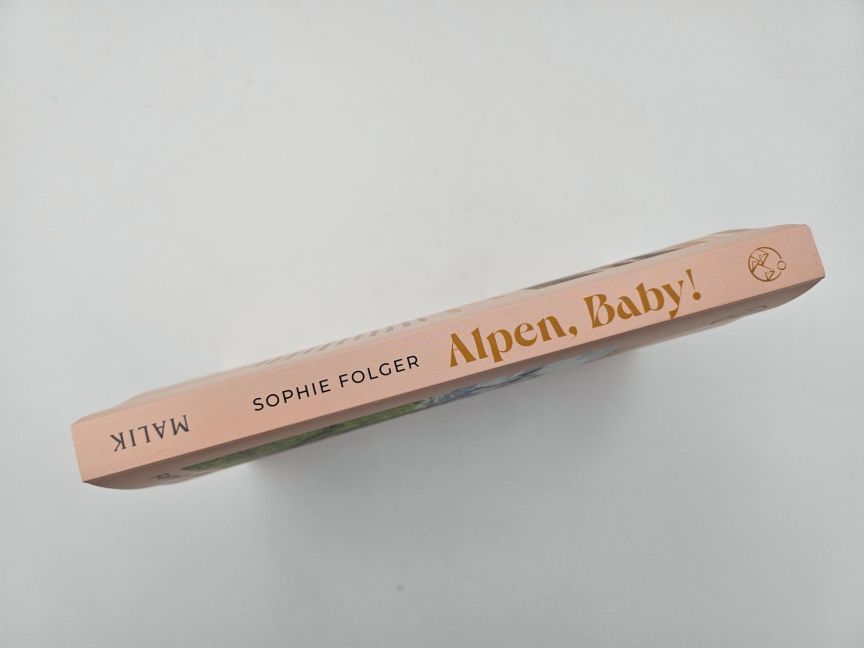 MALIK
SOPHIE FOLGER
Alpen, Baby!